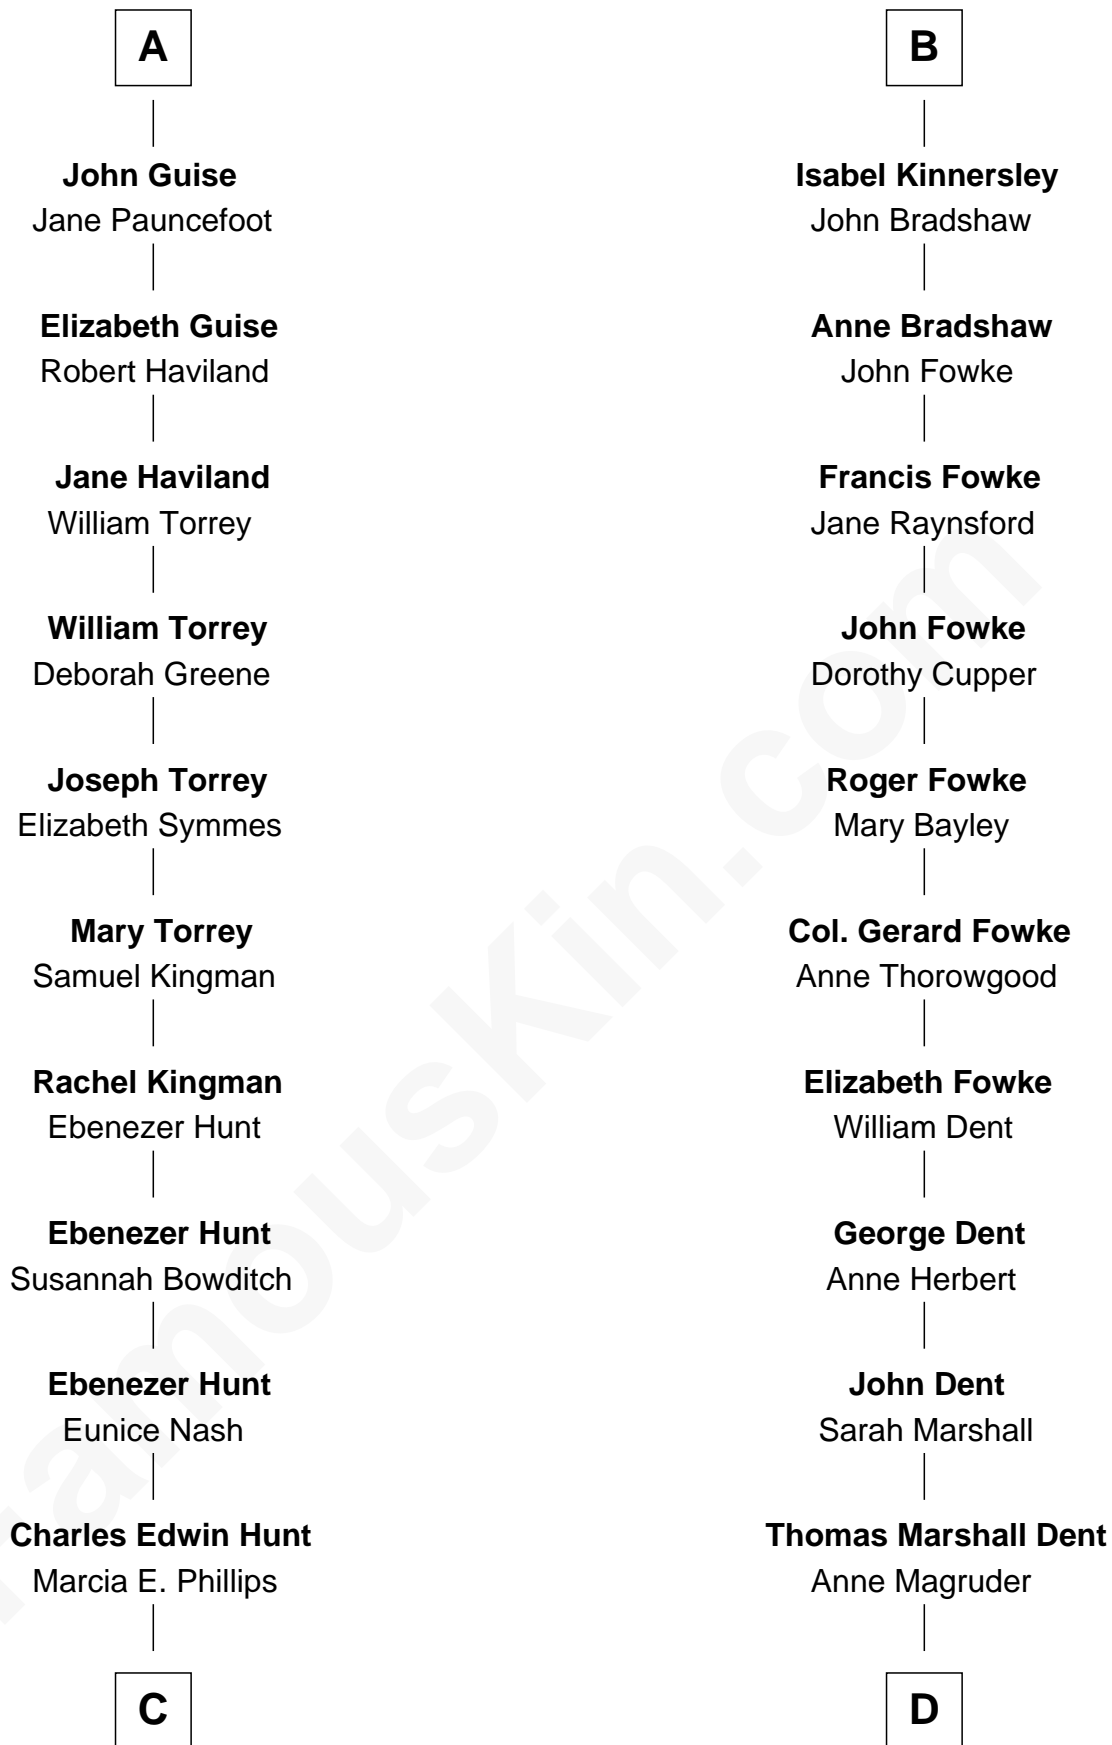 A
John Guise
Jane Pauncefoot
Elizabeth Guise
Robert Haviland
Jane Haviland
William Torrey
William Torrey
Deborah Greene
Joseph Torrey
Elizabeth Symmes
Mary Torrey
Samuel Kingman
Rachel Kingman
Ebenezer Hunt
Ebenezer Hunt
Susannah Bowditch
Ebenezer Hunt
Eunice Nash
Charles Edwin Hunt
Marcia E. Phillips
C
B
Isabel Kinnersley
John Bradshaw
Anne Bradshaw
John Fowke
Francis Fowke
Jane Raynsford
John Fowke
Dorothy Cupper
Roger Fowke
Mary Bayley
Col. Gerard Fowke
Anne Thorowgood
Elizabeth Fowke
William Dent
George Dent
Anne Herbert
John Dent
Sarah Marshall
Thomas Marshall Dent
Anne Magruder
D
FamousKin.com